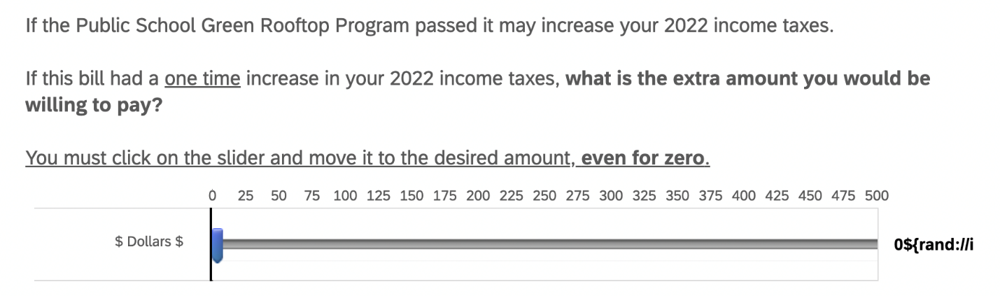 If the Public School Green Rooftop Program passed it may increase your 2022 income taxes.
If this bill had a one time increase in your 2022 income taxes, what is the extra amount you would be
willing to pay?
You must click on the slider and move it to the desired amount, even for zero.
0 25 50 75 100 125 150 175 200 225 250 275 300 325 350 375 400 425 450 475 500
$ Dollars $ 0${rand://i